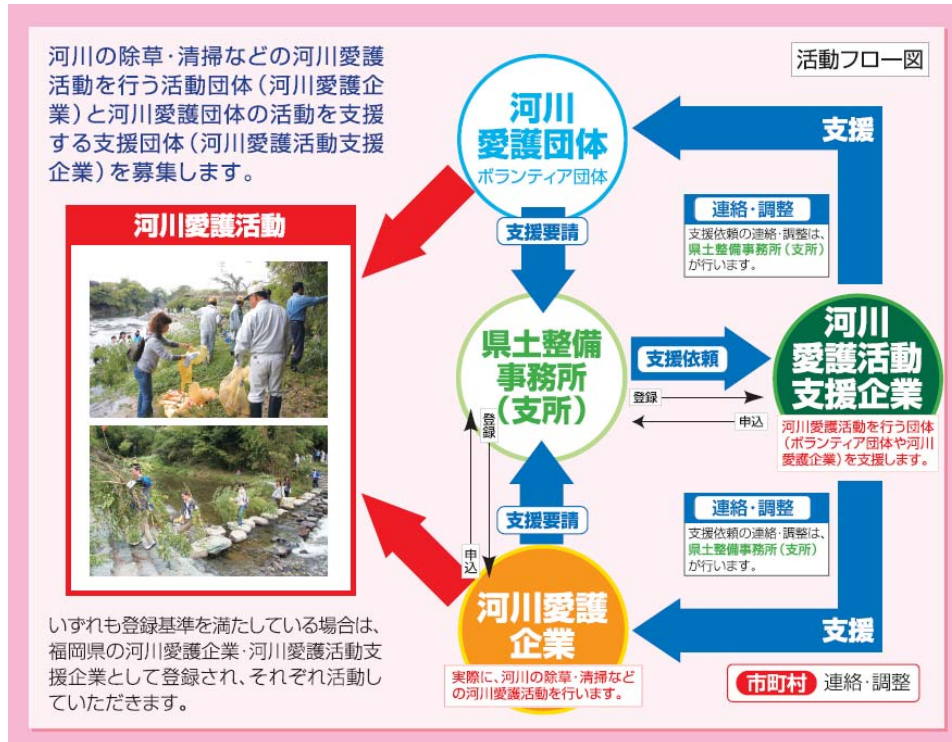 河川の除草・清掃などの河川愛護
活動を行う活動団体（河川愛護企
業）と河川愛護団体の活動を支援
する支援団体（河川愛護活動支援
企業）を募集します。
活動フロー図
河川
愛護団体
ボランティア団体
支援
河川愛護活動
支援要請
連絡・調整
支援依頼の連絡・調整は、
県土整備事務所（支所）
が行います。
県土整備
事務所
（支所）
支援依頼
登録
申込
河川
愛護活動
支援企業
河川愛護活動を行う団体
（ボランティア団体や河川
愛護企業）を支援します。
登録
申込
支援要請
連絡・調整
支援依頼の連絡・調整は、
県土整備事務所（支所）
が行います。
河川愛護
企業
実際に、河川の除草・清掃など
の河川愛護活動を行います。
支援
いずれも登録基準を満たしている場合は、
福岡県の河川愛護企業・河川愛護活動支
援企業として登録され、それぞれ活動し
ていただきます。
市町村 連絡・調整